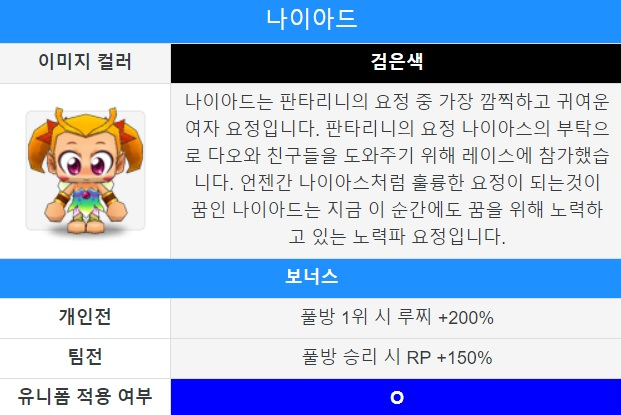 나이아드
이미지 컬러
검은색
나이아드는 판타리니의 요정 중 가장 깜찍하고 귀여운
여자 요정입니다. 판타리니의 요정 나이아스의 부탁으
로 다오와 친구들을 도와주기 위해 레이스에 참가했습
니다. 언젠간 나이아스처럼 훌륭한 요정이 되는것이
꿈인 나이아드는 지금 이 순간에도 꿈을 위해 노력하
고 있는 노력파 요정입니다.
보너스
개인전
풀방 1위 시 루찌 +200%
팀전
풀방 승리 시 RP +150%
유니폼 적용 여부
O